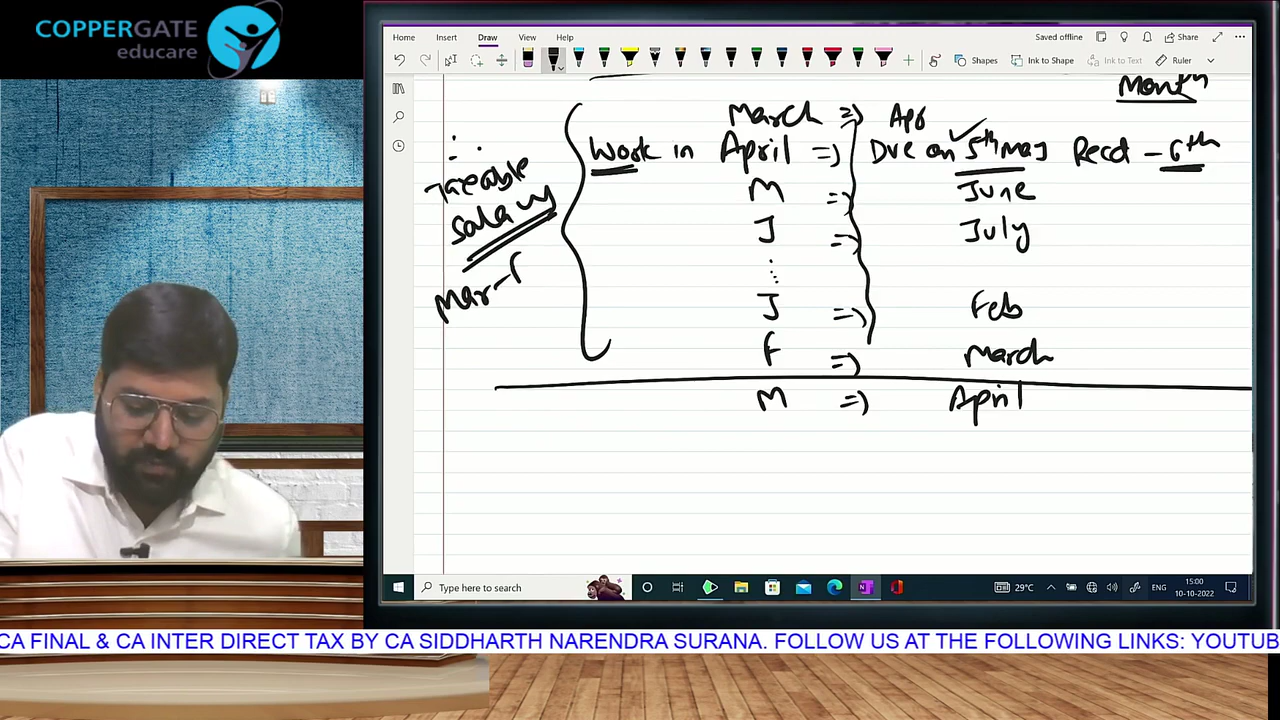 COPPERGATE
educare
Home Insert Draw View Help
Saved offline
Share
Shapes
Ink to Shape
Ink to Text
Ruler
Month
March => Apr
Work in April => Due on 5th May Recd - 6th
M => June
J => July
J => Feb
F => March
M => April
∴ Taxable
salary
Mar-F
Type here to search
29°C
ENG
15:00
10-10-2022
CA FINAL & CA INTER DIRECT TAX BY CA SIDDHARTH NARENDRA SURANA. FOLLOW US AT THE FOLLOWING LINKS: YOUTUB